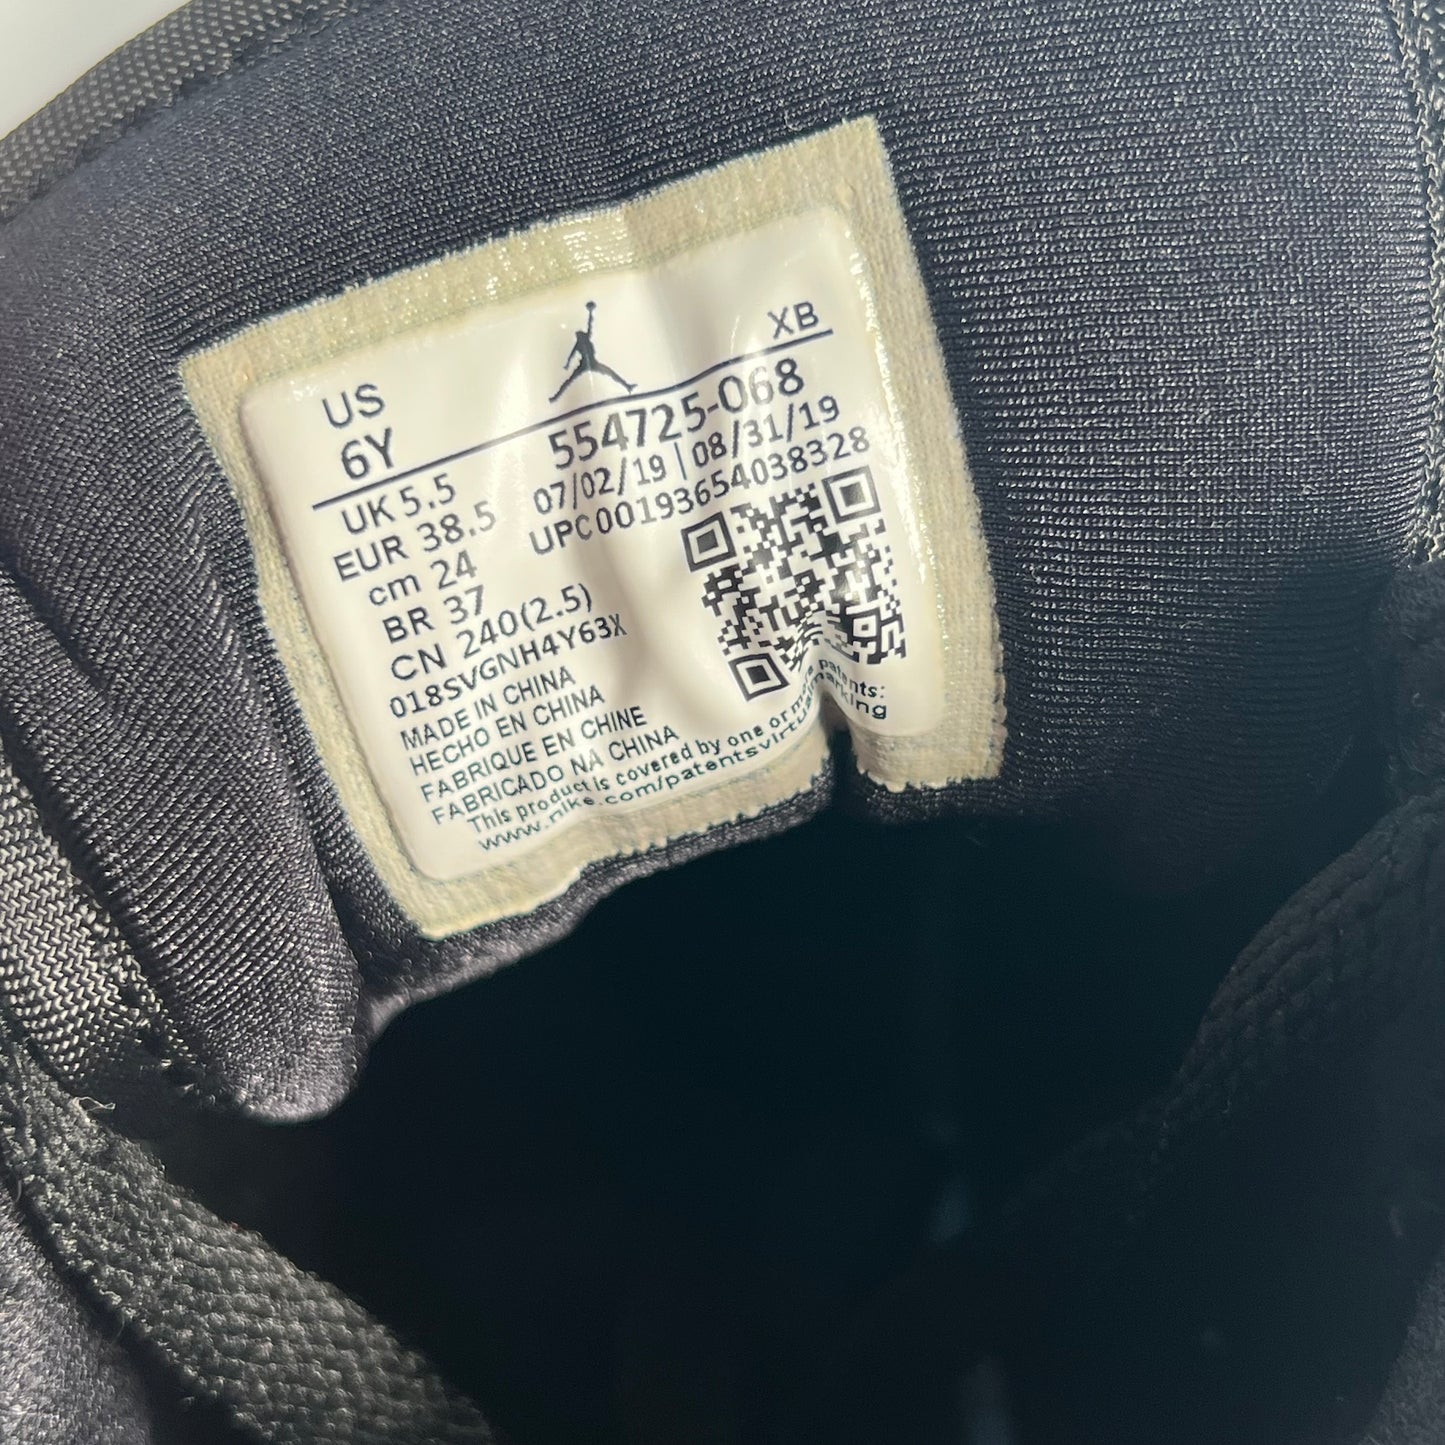 US
6Y
XB
554725-068
07/02/19 | 08/31/19
UPC00193654038328
UK 5.5
EUR 38.5
cm 24
BR 37
CN 240(2.5)
018SVGNH4Y63X
MADE IN CHINA
HECHO EN CHINA
FABRIQUE EN CHINE
FABRICADO NA CHINA
This product is covered by one or more patents:
www.nike.com/patentsvirtualmarking